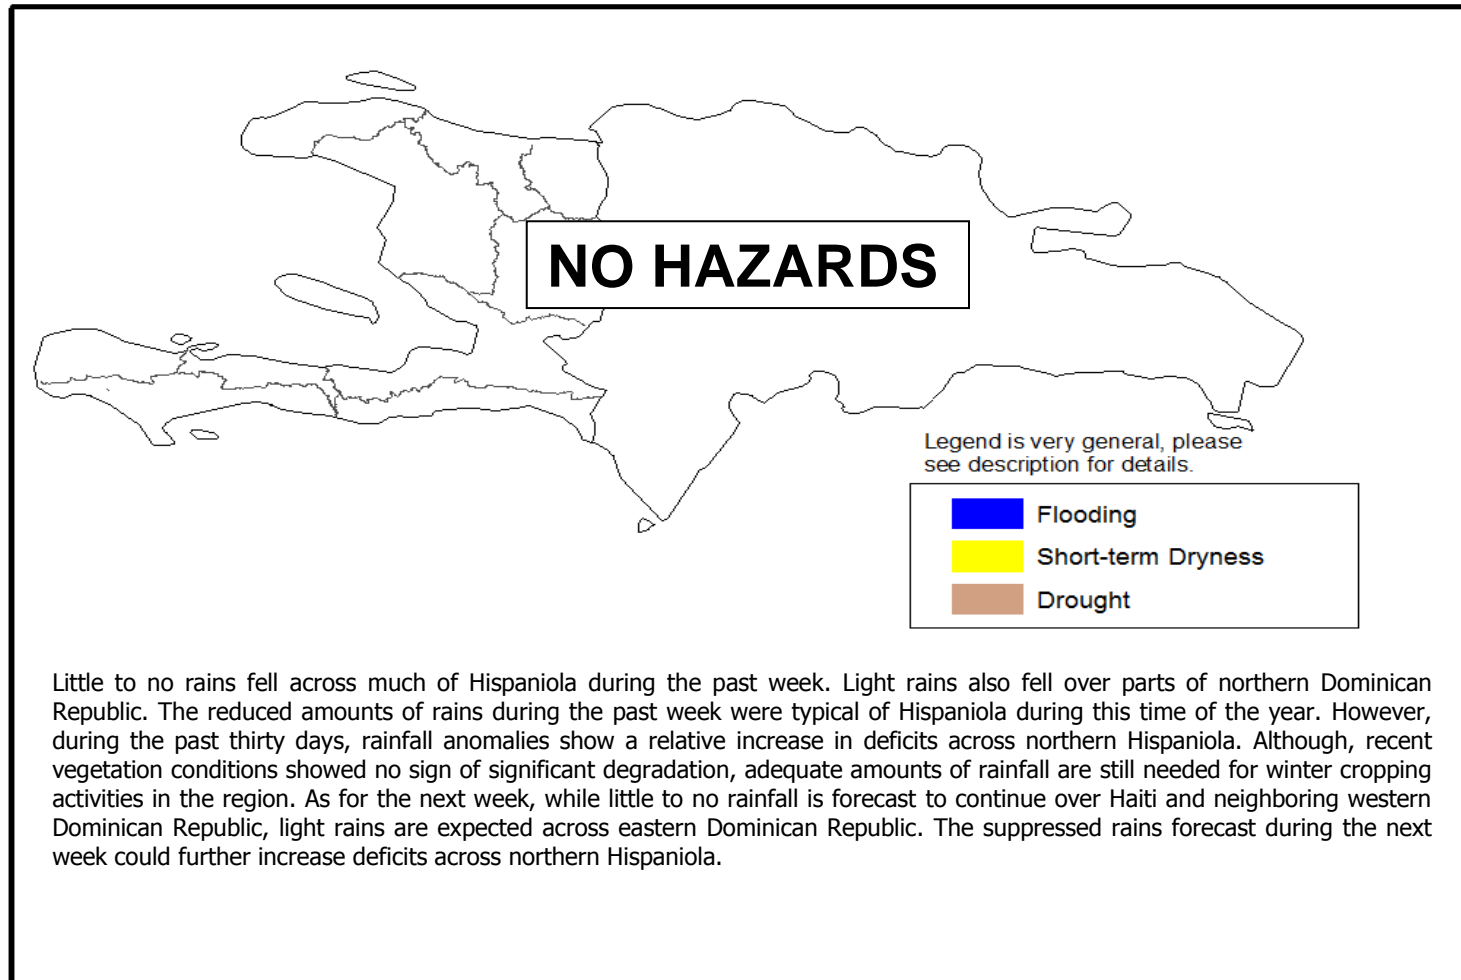 NO HAZARDS
Legend is very general, please
see description for details.
Flooding
Short-term Dryness
Drought
Little to no rains fell across much of Hispaniola during the past week. Light rains also fell over parts of northern Dominican
Republic. The reduced amounts of rains during the past week were typical of Hispaniola during this time of the year. However,
during the past thirty days, rainfall anomalies show a relative increase in deficits across northern Hispaniola. Although, recent
vegetation conditions showed no sign of significant degradation, adequate amounts of rainfall are still needed for winter cropping
activities in the region. As for the next week, while little to no rainfall is forecast to continue over Haiti and neighboring western
Dominican Republic, light rains are expected across eastern Dominican Republic. The suppressed rains forecast during the next
week could further increase deficits across northern Hispaniola.